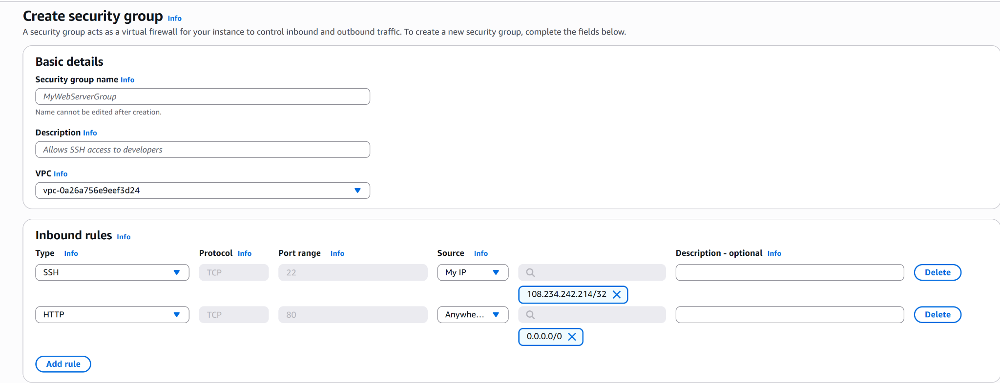 Create security group Info
A security group acts as a virtual firewall for your instance to control inbound and outbound traffic. To create a new security group, complete the fields below.
Basic details
Security group name Info
MyWebServerGroup
Name cannot be edited after creation.
Description Info
Allows SSH access to developers
VPC Info
vpc-0a26a756e9eef3d24
Inbound rules Info
Type Info Protocol Info Port range Info Source Info Description - optional Info
SSH TCP 22 My IP Delete
108.234.242.214/32
HTTP TCP 80 Anywhe... Delete
0.0.0.0/0
Add rule